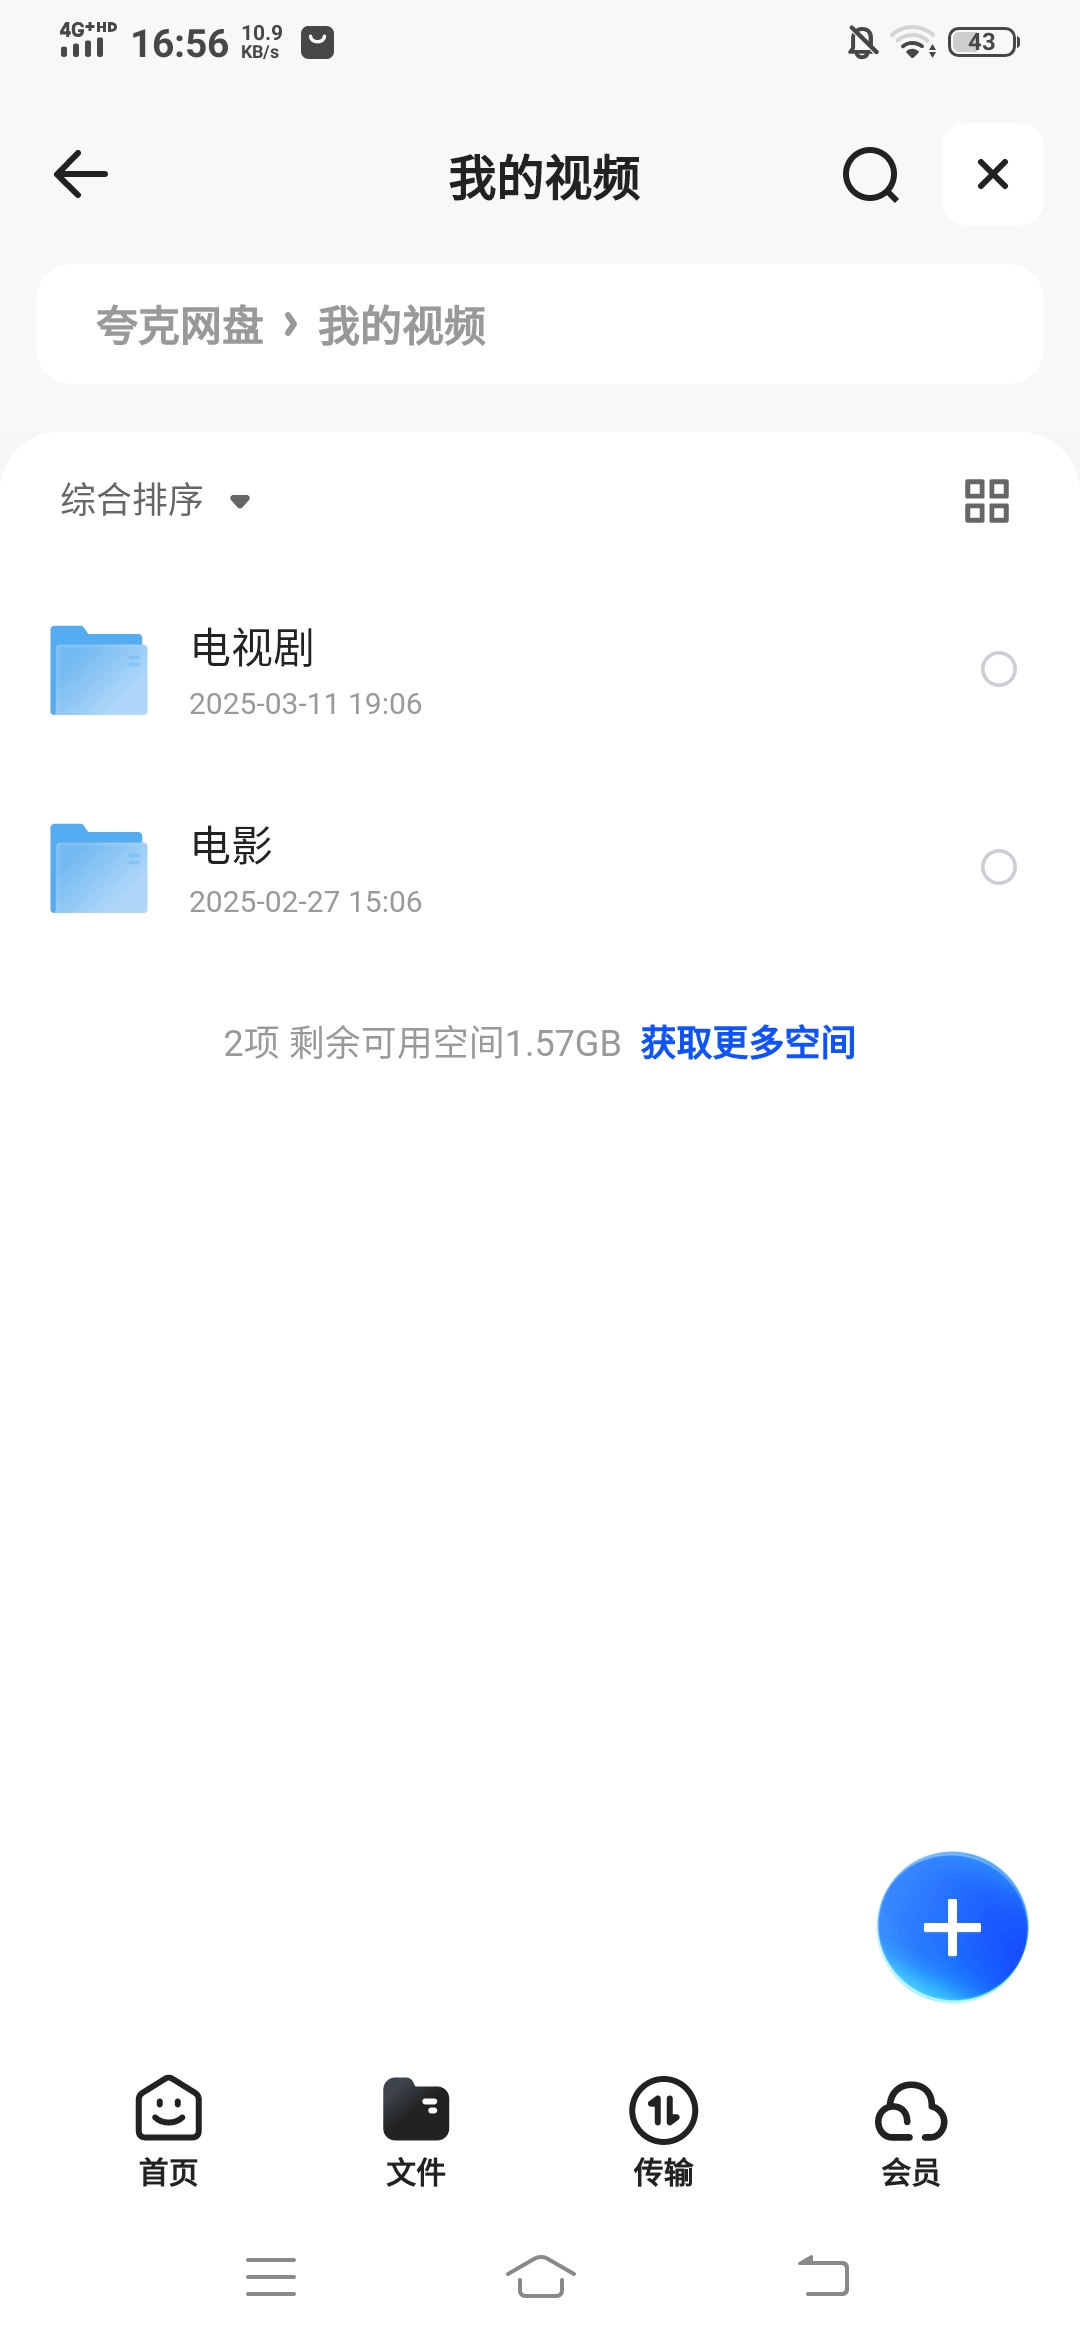 4G+HD 16:56 10.9 KB/s 43
我的视频
夸克网盘 › 我的视频
综合排序
电视剧
2025-03-11 19:06
电影
2025-02-27 15:06
2项 剩余可用空间1.57GB 获取更多空间
首页 文件 传输 会员